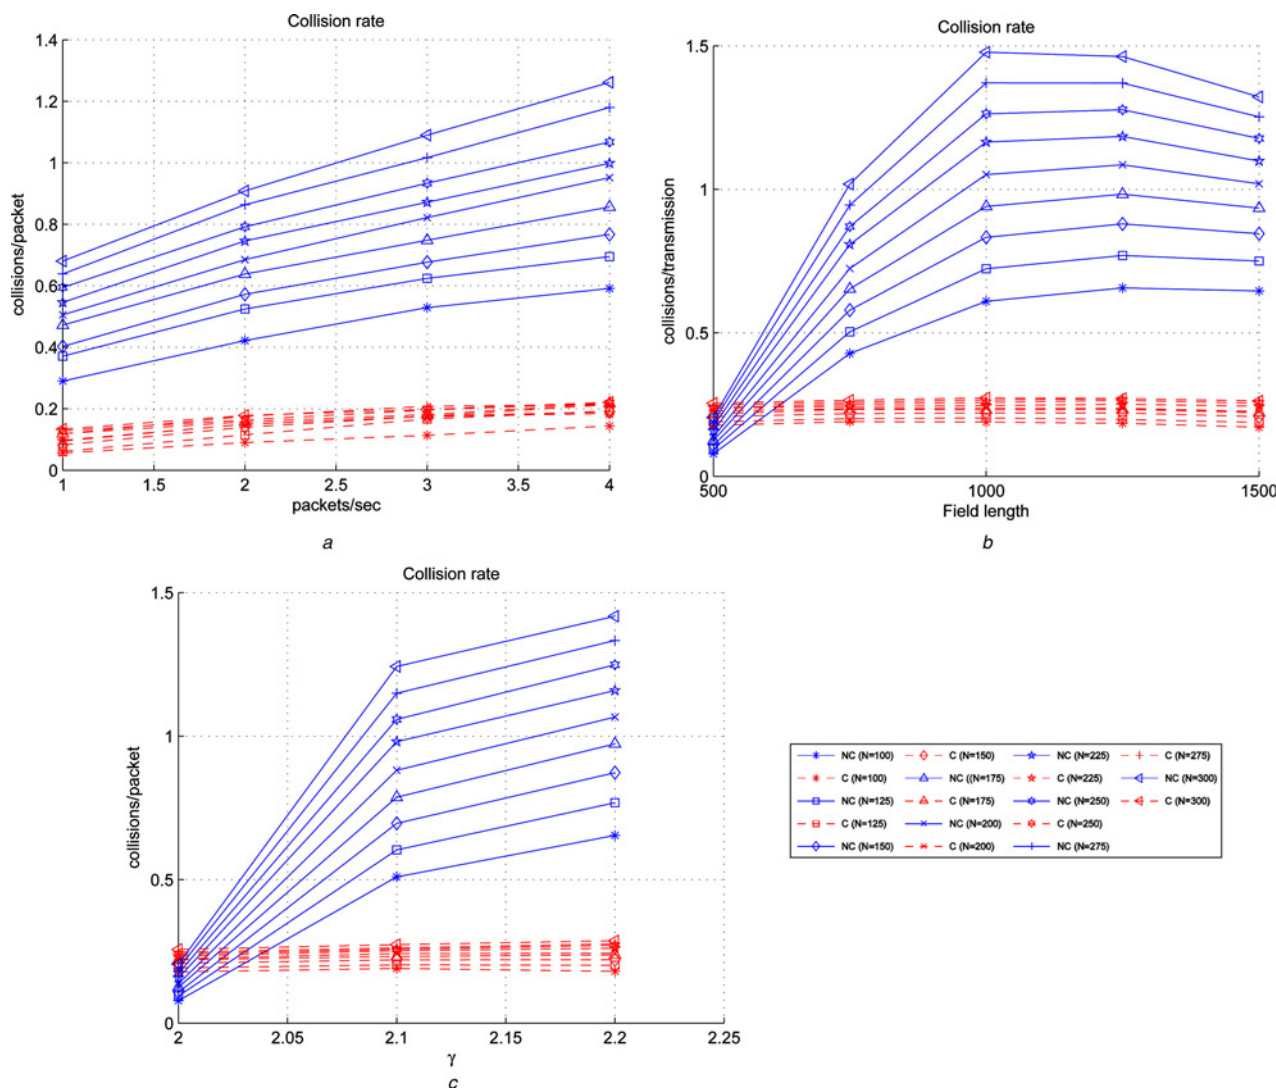 Collision rate
1.4
1.2
1
0.8
0.6
0.4
0.2
0
collisions/packet
1
1.5
2
2.5
3
3.5
4
packets/sec
a
Collision rate
1.5
1
0.5
0
collisions/transmission
500
1000
1500
Field length
b
Collision rate
1.5
1
0.5
0
collisions/packet
2
2.05
2.1
2.15
2.2
2.25
γ
c
NC (N=100)
C (N=100)
NC (N=125)
C (N=125)
NC (N=150)
C (N=150)
NC ((N=175)
C (N=175)
NC (N=200)
C (N=200)
NC (N=225)
C (N=225)
NC (N=250)
C (N=250)
NC (N=275)
C (N=275)
NC (N=300)
C (N=300)